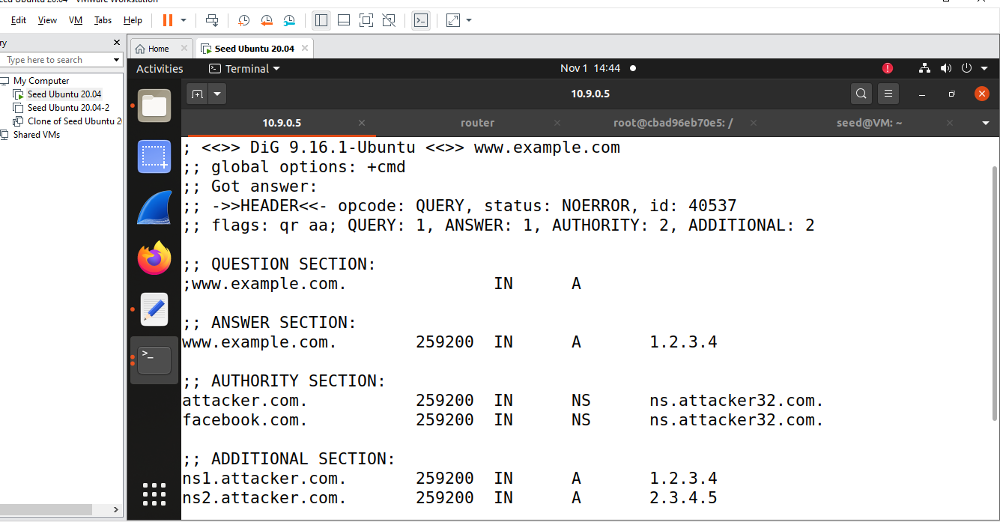 Seed Ubuntu 20.04 - VMware Workstation
Edit View VM Tabs Help
ry
Type here to search
Home
Seed Ubuntu 20.04
My Computer
Seed Ubuntu 20.04
Seed Ubuntu 20.04-2
Clone of Seed Ubuntu 2
Shared VMs
Activities
Terminal
Nov 1 14:44
10.9.0.5
10.9.0.5
router
root@cbad96eb70e5: /
seed@VM: ~
; <<>> DiG 9.16.1-Ubuntu <<>> www.example.com
;; global options: +cmd
;; Got answer:
;; ->>HEADER<<- opcode: QUERY, status: NOERROR, id: 40537
;; flags: qr aa; QUERY: 1, ANSWER: 1, AUTHORITY: 2, ADDITIONAL: 2
;; QUESTION SECTION:
;www.example.com. IN A
;; ANSWER SECTION:
www.example.com. 259200 IN A 1.2.3.4
;; AUTHORITY SECTION:
attacker.com. 259200 IN NS ns.attacker32.com.
facebook.com. 259200 IN NS ns.attacker32.com.
;; ADDITIONAL SECTION:
ns1.attacker.com. 259200 IN A 1.2.3.4
ns2.attacker.com. 259200 IN A 2.3.4.5